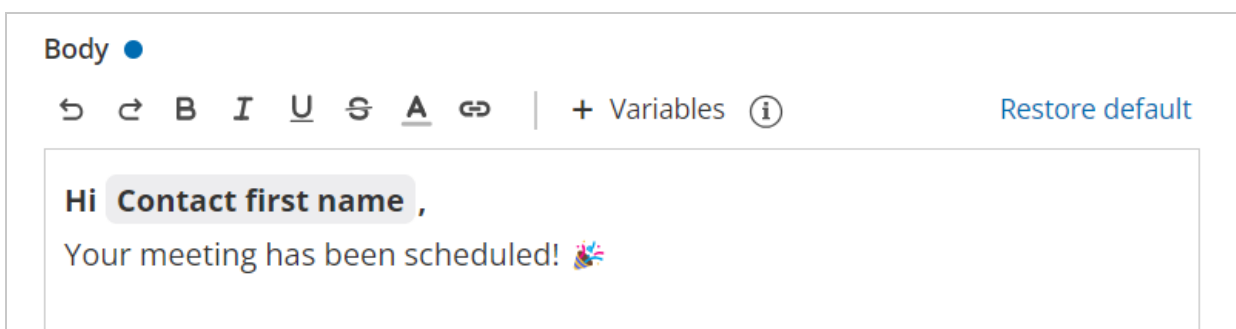 Body
B I U S A + Variables i Restore default
Hi Contact first name ,
Your meeting has been scheduled! 🎉